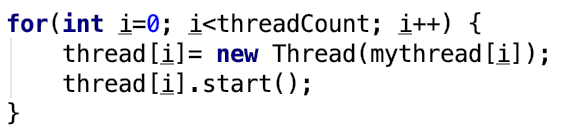 for(int i=0; i<threadCount; i++) {
    thread[i]= new Thread(mythread[i]);
    thread[i].start();
}